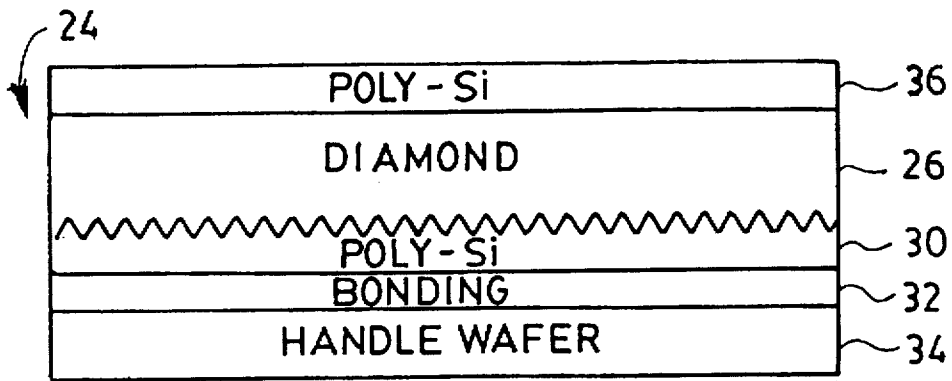 24
POLY-Si 36
DIAMOND 26
POLY-Si 30
BONDING 32
HANDLE WAFER 34